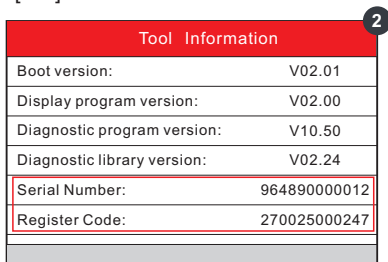 2
Tool Information
Boot version: V02.01
Display program version: V02.00
Diagnostic program version: V10.50
Diagnostic library version: V02.24
Serial Number: 964890000012
Register Code: 270025000247